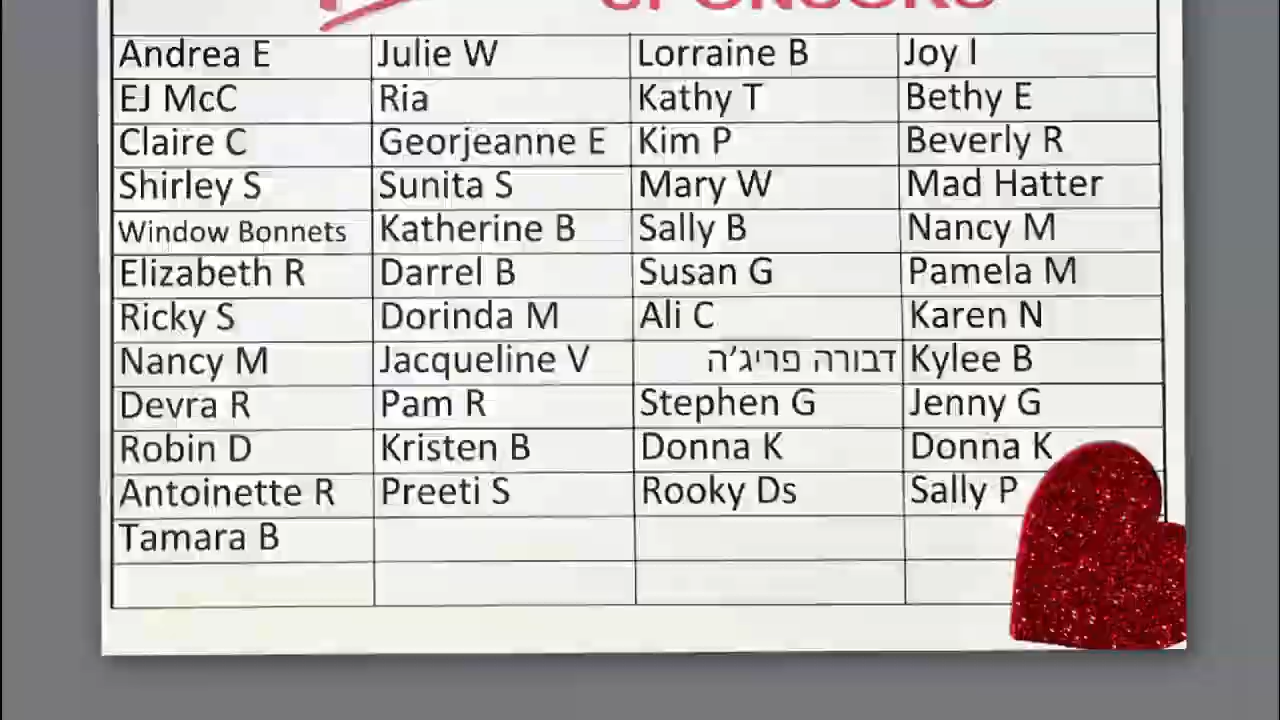 SPONSORS
Andrea E Julie W Lorraine B Joy I
EJ McC Ria Kathy T Bethy E
Claire C Georjeanne E Kim P Beverly R
Shirley S Sunita S Mary W Mad Hatter
Window Bonnets Katherine B Sally B Nancy M
Elizabeth R Darrel B Susan G Pamela M
Ricky S Dorinda M Ali C Karen N
Nancy M Jacqueline V דבורה פריג'ה Kylee B
Devra R Pam R Stephen G Jenny G
Robin D Kristen B Donna K Donna K
Antoinette R Preeti S Rooky Ds Sally P
Tamara B